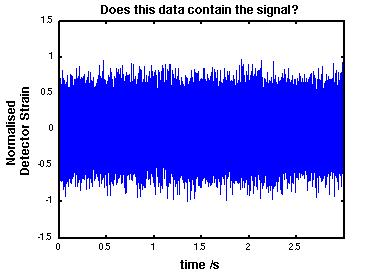 Does this data contain the signal?
1.5
1
0.5
0
-0.5
-1
-1.5
Normalised
Detector Strain
0 0.5 1 1.5 2 2.5
time /s